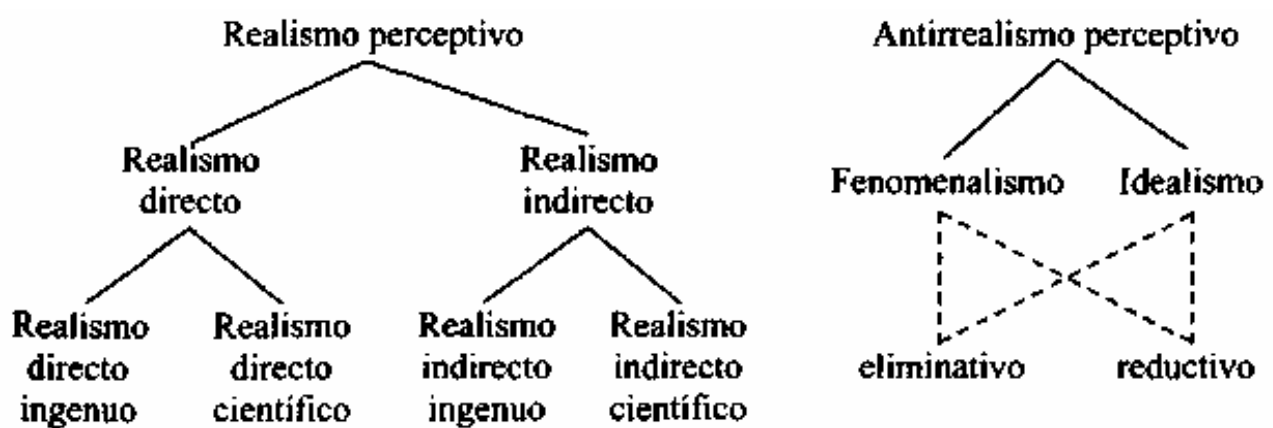 Realismo perceptivo
Antirrealismo perceptivo
Realismo
directo
Realismo
indirecto
Fenomenalismo
Idealismo
Realismo
directo
ingenuo
Realismo
directo
científico
Realismo
indirecto
ingenuo
Realismo
indirecto
científico
eliminativo
reductivo